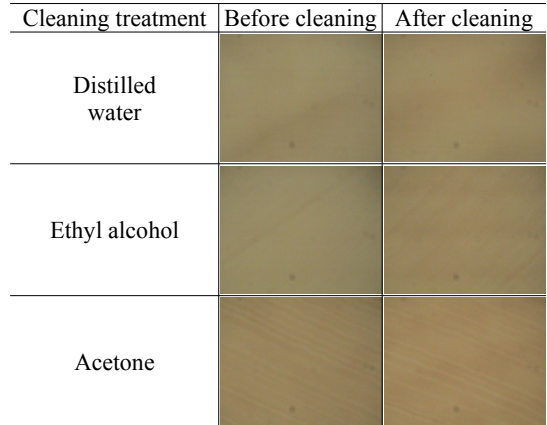 Cleaning treatment Before cleaning After cleaning
Distilled
water
Ethyl alcohol
Acetone